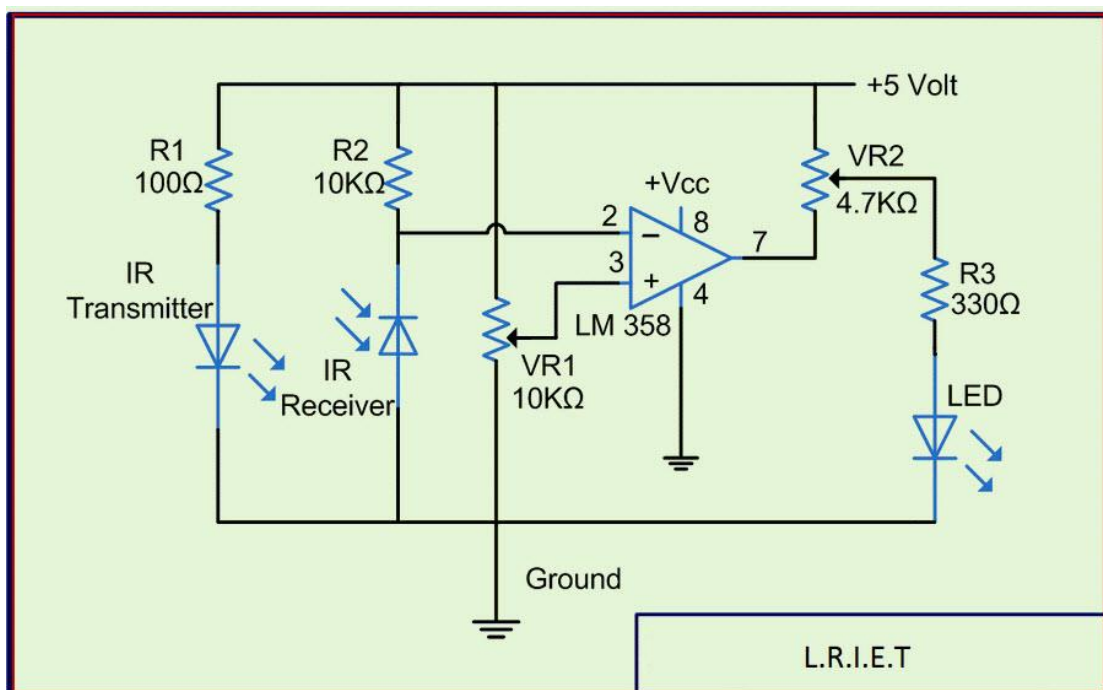 +5 Volt
R1
100Ω
R2
10KΩ
VR2
4.7KΩ
+Vcc
2
8
7
3
4
−
+
LM 358
IR
Transmitter
IR
Receiver
VR1
10KΩ
R3
330Ω
LED
Ground
L.R.I.E.T